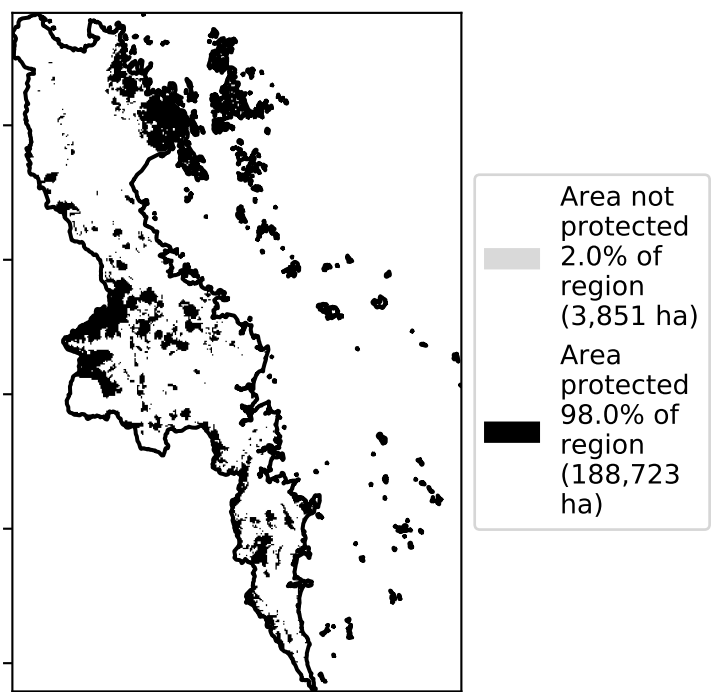 Area not
protected
2.0% of
region
(3,851 ha)
Area
protected
98.0% of
region
(188,723
ha)